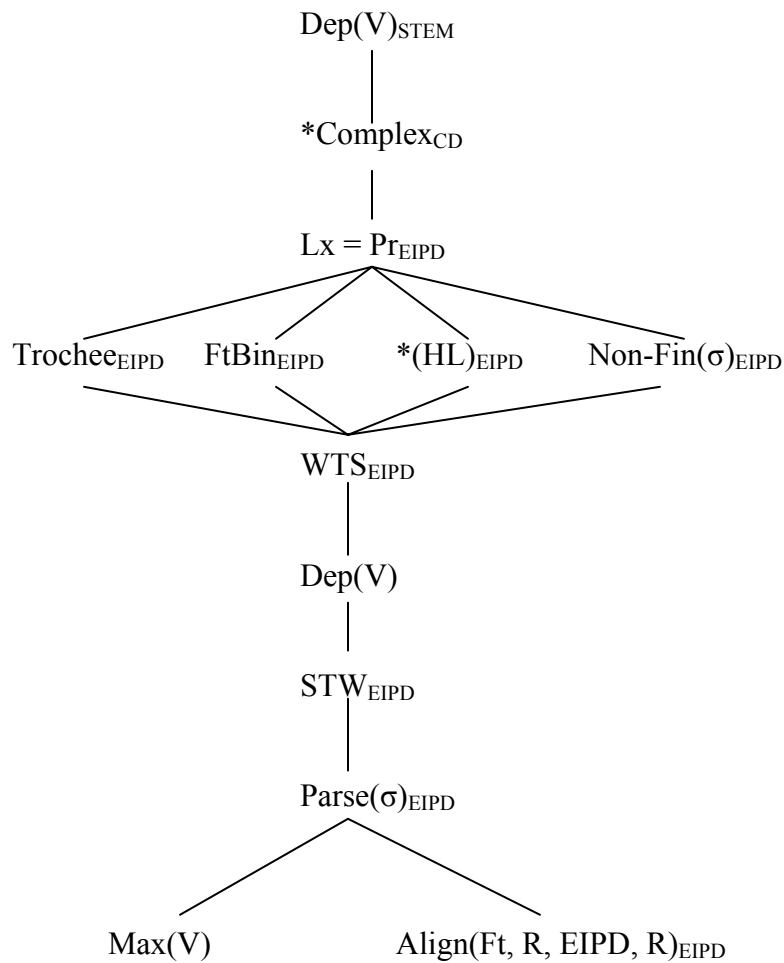 Dep(V)STEM
*ComplexCD
Lx = PrEIPD
TrocheeEIPD FtBinEIPD *(HL)EIPD Non-Fin(σ)EIPD
WTSEIPD
Dep(V)
STWEIPD
Parse(σ)EIPD
Max(V) Align(Ft, R, EIPD, R)EIPD